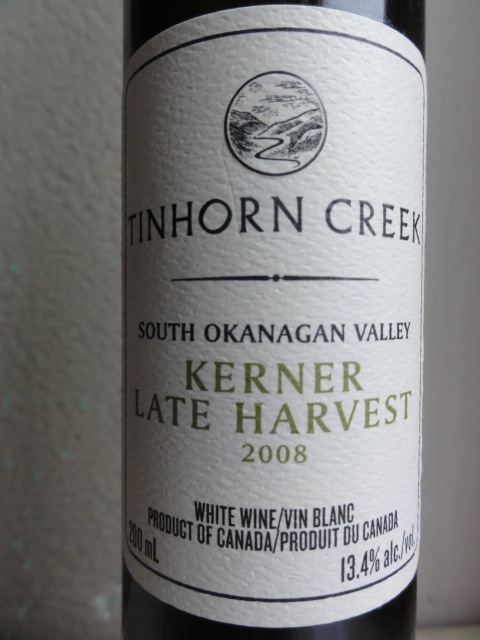 TINHORN CREEK
SOUTH OKANAGAN VALLEY
KERNER
LATE HARVEST
2008
WHITE WINE/VIN BLANC
PRODUCT OF CANADA/PRODUIT DU CANADA
200 mL
13.4% alc./vol.